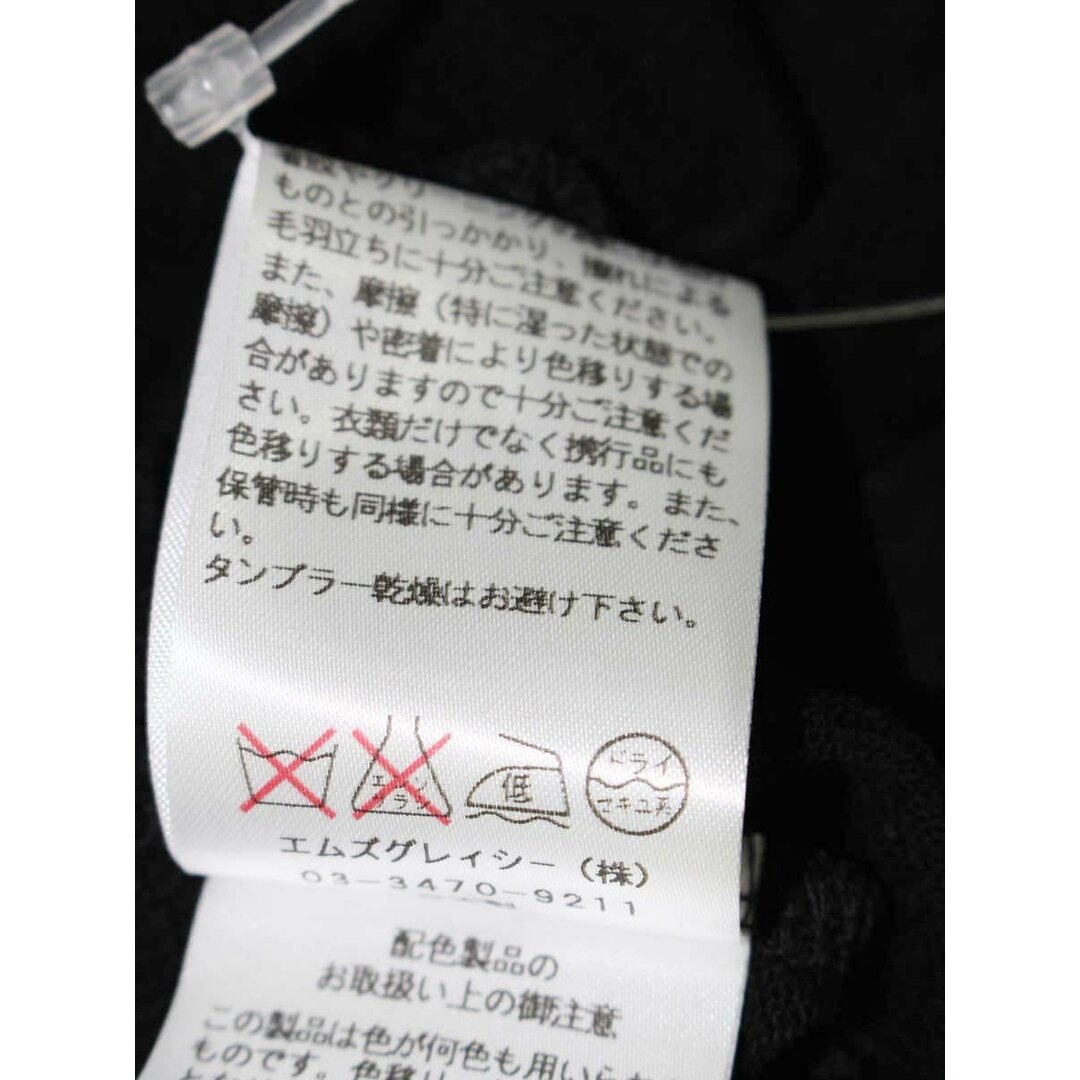 ものとの引っかかり、擦れによる
毛羽立ちに十分ご注意ください。
また、摩擦（特に湿った状態での
摩擦）や密着により色移りする場
合がありますので十分ご注意くだ
さい。衣類だけでなく携行品にも
色移りする場合があります。また、
保管時も同様に十分ご注意くださ
い。
タンブラー乾燥はお避け下さい。
エンソ
サラシ
低
ドライ
セキユ系
エムズグレイシー（株）
03-3470-9211
配色製品の
お取扱い上の御注意
この製品は色が何色も用いら
ものです。色移り